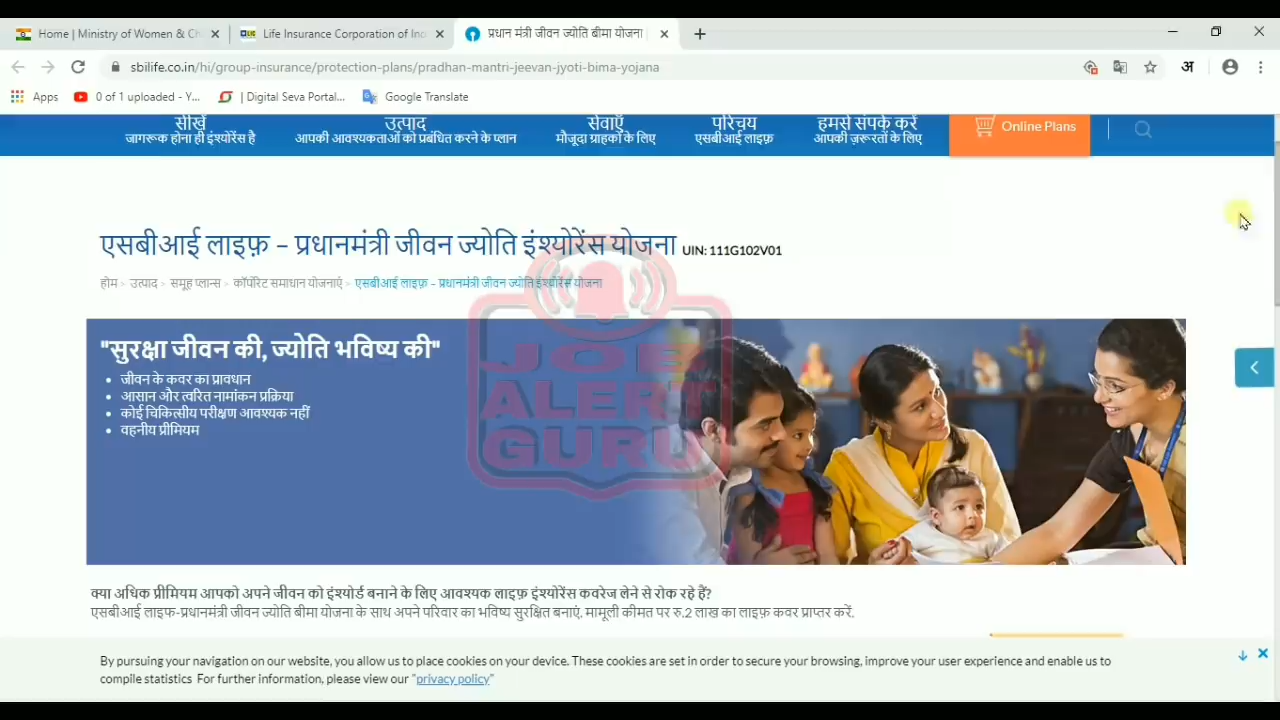 Home | Ministry of Women & Ch
Life Insurance Corporation of Ind
प्रधान मंत्री जीवन ज्योति बीमा योजना |
sbilife.co.in/hi/group-insurance/protection-plans/pradhan-mantri-jeevan-jyoti-bima-yojana
अ
Apps
0 of 1 uploaded - Y...
| Digital Seva Portal...
Google Translate
सीखें
जागरूक होना ही इंश्योरेंस है
उत्पाद
आपकी आवश्यकताओं को प्रबंधित करने के प्लान
सेवाएँ
मौजूदा ग्राहकों के लिए
परिचय
एसबीआई लाइफ़
हमसे संपर्क करें
आपकी ज़रूरतों के लिए
Online Plans
एसबीआई लाइफ़ – प्रधानमंत्री जीवन ज्योति इंश्योरेंस योजना UIN: 111G102V01
होम > उत्पाद > समूह प्लान्स > कॉर्पोरेट समाधान योजनाएं > एसबीआई लाइफ़ – प्रधानमंत्री जीवन ज्योति इंश्योरेंस योजना
"सुरक्षा जीवन की, ज्योति भविष्य की"
• जीवन के कवर का प्रावधान
• आसान और त्वरित नामांकन प्रक्रिया
• कोई चिकित्सीय परीक्षण आवश्यक नहीं
• वहनीय प्रीमियम
JOB
ALERT
GURU
क्या अधिक प्रीमियम आपको अपने जीवन को इंश्योर्ड बनाने के लिए आवश्यक लाइफ़ इंश्योरेंस कवरेज लेने से रोक रहे हैं?
एसबीआई लाइफ-प्रधानमंत्री जीवन ज्योति बीमा योजना के साथ अपने परिवार का भविष्य सुरक्षित बनाएं. मामूली कीमत पर रु.2 लाख का लाइफ़ कवर प्राप्तर करें.
By pursuing your navigation on our website, you allow us to place cookies on your device. These cookies are set in order to secure your browsing, improve your user experience and enable us to
compile statistics For further information, please view our "privacy policy"